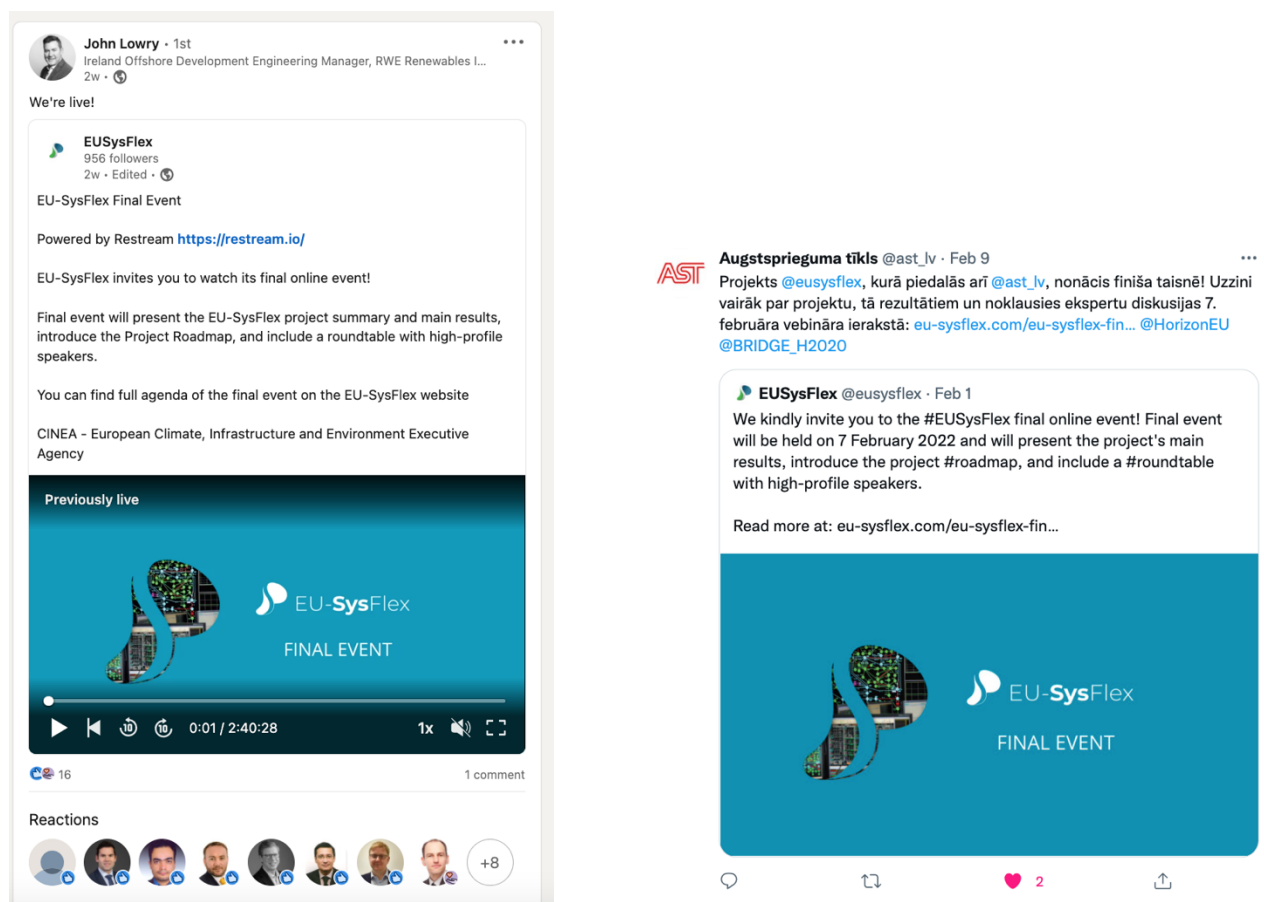 John Lowry • 1st
Ireland Offshore Development Engineering Manager, RWE Renewables I...
2w •
We're live!
EUSysFlex
956 followers
2w • Edited •
EU-SysFlex Final Event
Powered by Restream https://restream.io/
EU-SysFlex invites you to watch its final online event!
Final event will present the EU-SysFlex project summary and main results,
introduce the Project Roadmap, and include a roundtable with high-profile
speakers.
You can find full agenda of the final event on the EU-SysFlex website
CINEA - European Climate, Infrastructure and Environment Executive
Agency
Previously live
EU-SysFlex
FINAL EVENT
10
10
0:01 / 2:40:28
1x
16
1 comment
Reactions
+8
AST
Augstsprieguma tīkls @ast_lv · Feb 9
Projekts @eusysflex, kurā piedalās arī @ast_lv, nonācis finiša taisnē! Uzzini
vairāk par projektu, tā rezultātiem un noklausies ekspertu diskusijas 7.
februāra vebināra ierakstā: eu-sysflex.com/eu-sysflex-fin... @HorizonEU
@BRIDGE_H2020
EUSysFlex @eusysflex · Feb 1
We kindly invite you to the #EUSysFlex final online event! Final event
will be held on 7 February 2022 and will present the project's main
results, introduce the project #roadmap, and include a #roundtable
with high-profile speakers.
Read more at: eu-sysflex.com/eu-sysflex-fin...
EU-SysFlex
FINAL EVENT
2